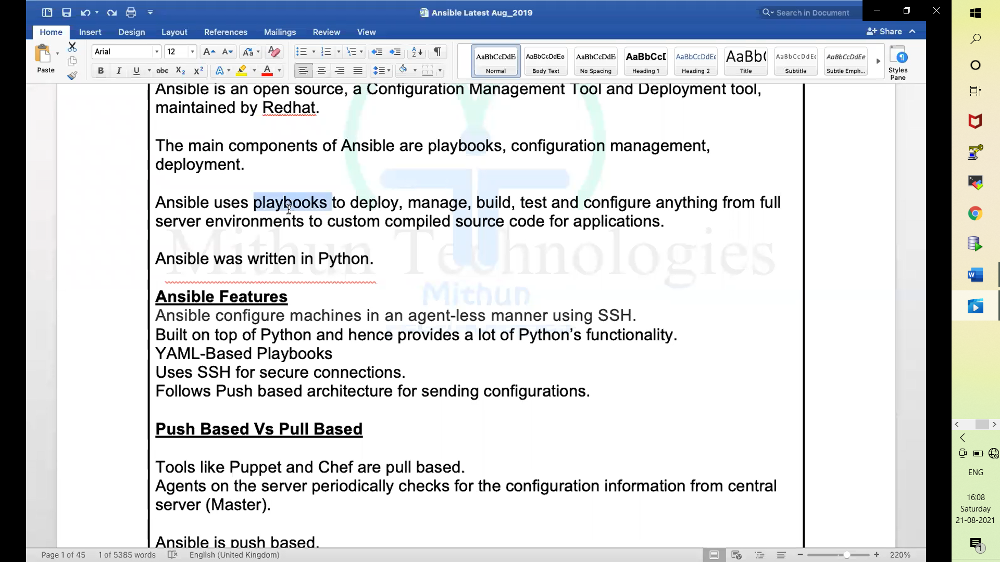 Ansible Latest Aug_2019
Search in Document
Home Insert Design Layout References Mailings Review View
Share
Paste
Arial 12
AaBbCcDdE AaBbCcDdEe AaBbCcDdE AaBbCcD AaBbCcDdEe AaBb( AaBbCcDdEe AaBbCcDdEe
Normal Body Text No Spacing Heading 1 Heading 2 Title Subtitle Subtle Emph...
Styles
Pane
Ansible is an open source, a Configuration Management Tool and Deployment tool,
maintained by Redhat.
The main components of Ansible are playbooks, configuration management,
deployment.
Ansible uses playbooks to deploy, manage, build, test and configure anything from full
server environments to custom compiled source code for applications.
Mithun Technologies
Ansible was written in Python.
Mithun
Ansible Features
Ansible configure machines in an agent-less manner using SSH.
Built on top of Python and hence provides a lot of Python’s functionality.
YAML-Based Playbooks
Uses SSH for secure connections.
Follows Push based architecture for sending configurations.
Push Based Vs Pull Based
Tools like Puppet and Chef are pull based.
Agents on the server periodically checks for the configuration information from central
server (Master).
Ansible is push based.
Page 1 of 45 1 of 5385 words English (United Kingdom) 220%
ENG
16:08
Saturday
21-08-2021
1